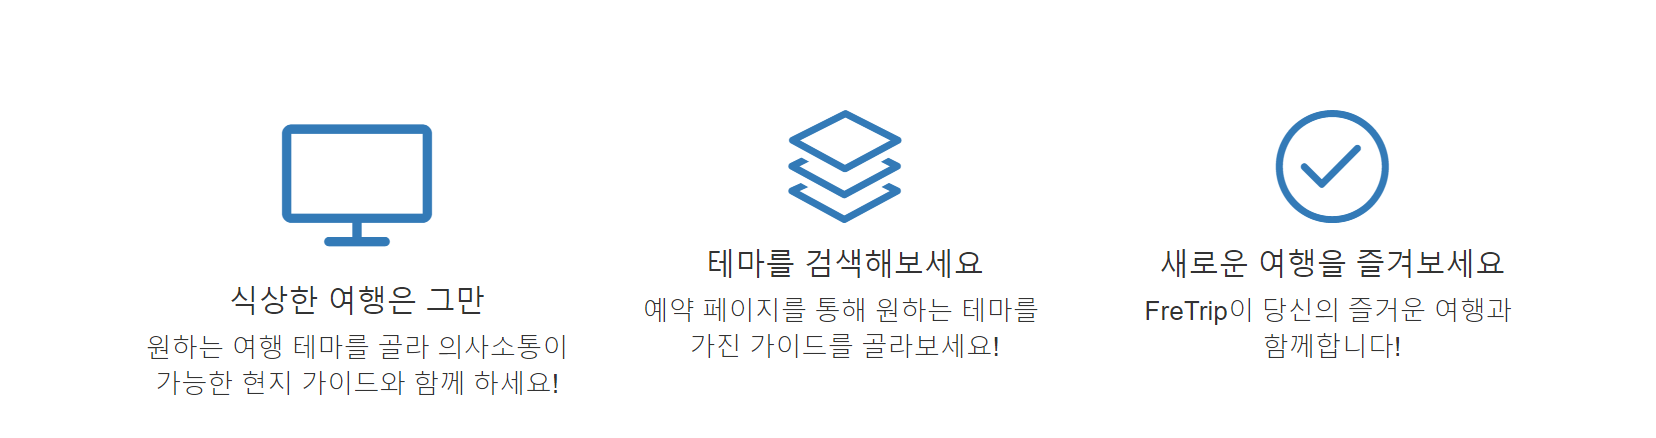 식상한 여행은 그만
원하는 여행 테마를 골라 의사소통이
가능한 현지 가이드와 함께 하세요!
테마를 검색해보세요
예약 페이지를 통해 원하는 테마를
가진 가이드를 골라보세요!
새로운 여행을 즐겨보세요
FreTrip이 당신의 즐거운 여행과
함께합니다!